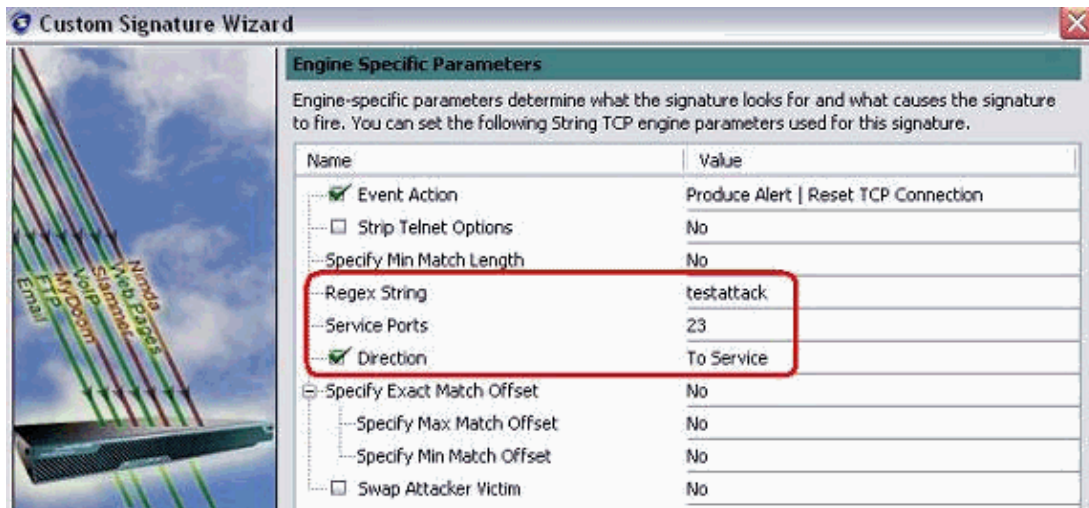 Custom Signature Wizard
Engine Specific Parameters
Engine-specific parameters determine what the signature looks for and what causes the signature
to fire. You can set the following String TCP engine parameters used for this signature.
Name Value
Event Action Produce Alert | Reset TCP Connection
Strip Telnet Options No
Specify Min Match Length No
Regex String testattack
Service Ports 23
Direction To Service
Specify Exact Match Offset No
Specify Max Match Offset No
Specify Min Match Offset No
Swap Attacker Victim No
Email
FTP
MyDoom
VoIP
Slammer
Web Pages
Nimda